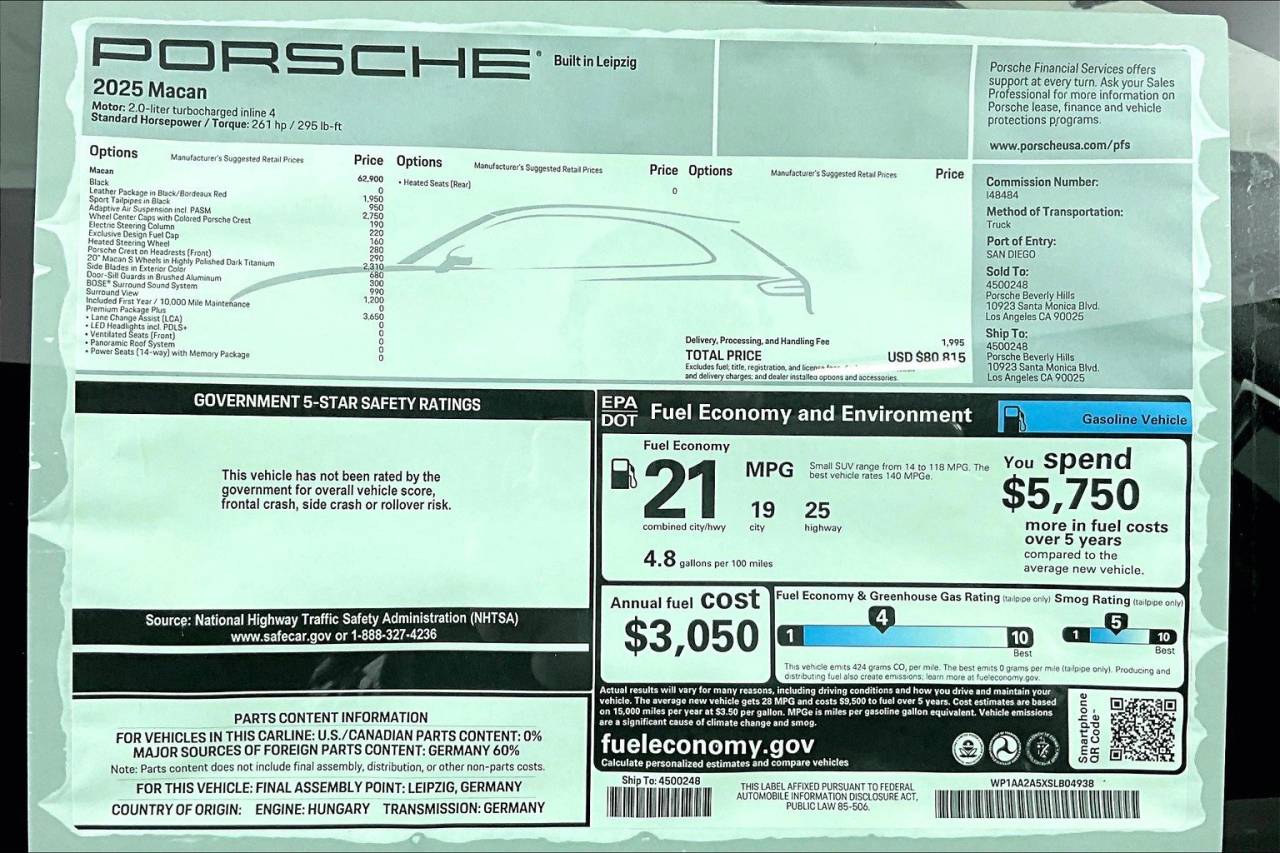 PORSCHE® Built in Leipzig
2025 Macan
Motor: 2.0-liter turbocharged inline 4
Standard Horsepower / Torque: 261 hp / 295 lb-ft
Options Manufacturer's Suggested Retail Prices Price
Macan 62,900
Black 0
Leather Package in Black/Bordeaux Red 1,950
Sport Tailpipes in Black 950
Adaptive Air Suspension incl. PASM 2,750
Wheel Center Caps with Colored Porsche Crest 190
Electric Steering Column 220
Exclusive Design Fuel Cap 160
Heated Steering Wheel 280
Porsche Crest on Headrests (Front) 290
20" Macan S Wheels in Highly Polished Dark Titanium 2,310
Side Blades in Exterior Color 680
Door-Sill Guards in Brushed Aluminum 300
BOSE® Surround Sound System 990
Surround View 1,200
Included First Year / 10,000 Mile Maintenance 0
Premium Package Plus 3,650
• Lane Change Assist (LCA) 0
• LED Headlights incl. PDLS+ 0
• Ventilated Seats (Front) 0
• Panoramic Roof System 0
• Power Seats (14-way) with Memory Package 0
Options Manufacturer's Suggested Retail Prices Price
• Heated Seats (Rear) 0
Options Manufacturer's Suggested Retail Prices Price
Delivery, Processing, and Handling Fee 1,995
TOTAL PRICE USD $80,815
Excludes fuel, title, registration, and license
and delivery charges; and dealer installed options and accessories.
Porsche Financial Services offers
support at every turn. Ask your Sales
Professional for more information on
Porsche lease, finance and vehicle
protections programs.
www.porscheusa.com/pfs
Commission Number:
I48484
Method of Transportation:
Truck
Port of Entry:
SAN DIEGO
Sold To:
4500248
Porsche Beverly Hills
10923 Santa Monica Blvd.
Los Angeles CA 90025
Ship To:
4500248
Porsche Beverly Hills
10923 Santa Monica Blvd.
Los Angeles CA 90025
GOVERNMENT 5-STAR SAFETY RATINGS
This vehicle has not been rated by the
government for overall vehicle score,
frontal crash, side crash or rollover risk.
Source: National Highway Traffic Safety Administration (NHTSA)
www.safecar.gov or 1-888-327-4236
PARTS CONTENT INFORMATION
FOR VEHICLES IN THIS CARLINE: U.S./CANADIAN PARTS CONTENT: 0%
MAJOR SOURCES OF FOREIGN PARTS CONTENT: GERMANY 60%
Note: Parts content does not include final assembly, distribution, or other non-parts costs.
FOR THIS VEHICLE: FINAL ASSEMBLY POINT: LEIPZIG, GERMANY
COUNTRY OF ORIGIN: ENGINE: HUNGARY TRANSMISSION: GERMANY
EPA
DOT
Fuel Economy and Environment
Gasoline Vehicle
Fuel Economy
21 MPG
combined city/hwy
19
city
25
highway
4.8 gallons per 100 miles
Small SUV range from 14 to 118 MPG. The
best vehicle rates 140 MPGe.
You spend
$5,750
more in fuel costs
over 5 years
compared to the
average new vehicle.
Annual fuel cost
$3,050
Fuel Economy & Greenhouse Gas Rating (tailpipe only)
4
1 10
Best
Smog Rating (tailpipe only)
5
1 10
Best
This vehicle emits 424 grams CO₂ per mile. The best emits 0 grams per mile (tailpipe only). Producing and
distributing fuel also create emissions; learn more at fueleconomy.gov.
Actual results will vary for many reasons, including driving conditions and how you drive and maintain your
vehicle. The average new vehicle gets 28 MPG and costs $9,500 to fuel over 5 years. Cost estimates are based
on 15,000 miles per year at $3.50 per gallon. MPGe is miles per gasoline gallon equivalent. Vehicle emissions
are a significant cause of climate change and smog.
fueleconomy.gov
Calculate personalized estimates and compare vehicles
Smartphone
QR Code™
Ship To: 4500248
THIS LABEL AFFIXED PURSUANT TO FEDERAL
AUTOMOBILE INFORMATION DISCLOSURE ACT,
PUBLIC LAW 85-506.
WP1AA2A5XSLB04938